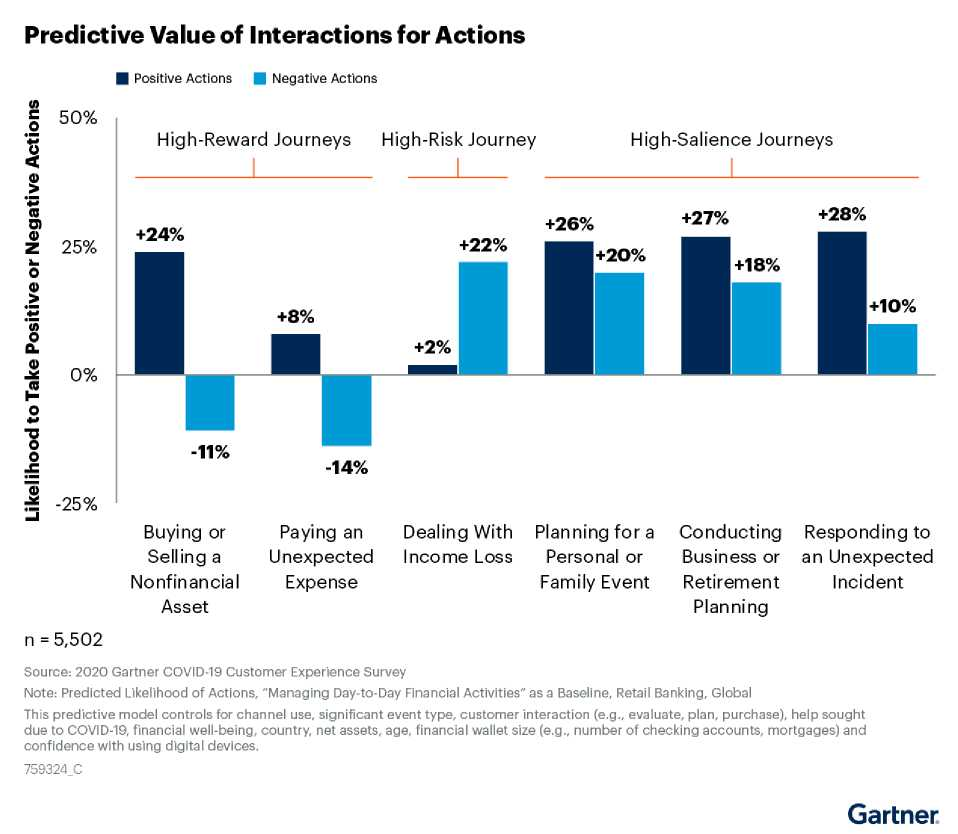 Predictive Value of Interactions for Actions
Positive Actions
Negative Actions
Likelihood to Take Positive or Negative Actions
50%
25%
0%
-25%
High-Reward Journeys
High-Risk Journey
High-Salience Journeys
+24%
-11%
+8%
-14%
+2%
+22%
+26%
+20%
+27%
+18%
+28%
+10%
Buying or
Selling a
Nonfinancial
Asset
Paying an
Unexpected
Expense
Dealing With
Income Loss
Planning for a
Personal or
Family Event
Conducting
Business or
Retirement
Planning
Responding to
an Unexpected
Incident
n = 5,502
Source: 2020 Gartner COVID-19 Customer Experience Survey
Note: Predicted Likelihood of Actions, “Managing Day-to-Day Financial Activities” as a Baseline, Retail Banking, Global
This predictive model controls for channel use, significant event type, customer interaction (e.g., evaluate, plan, purchase), help sought
due to COVID-19, financial well-being, country, net assets, age, financial wallet size (e.g., number of checking accounts, mortgages) and
confidence with using digital devices.
759324_C
Gartner